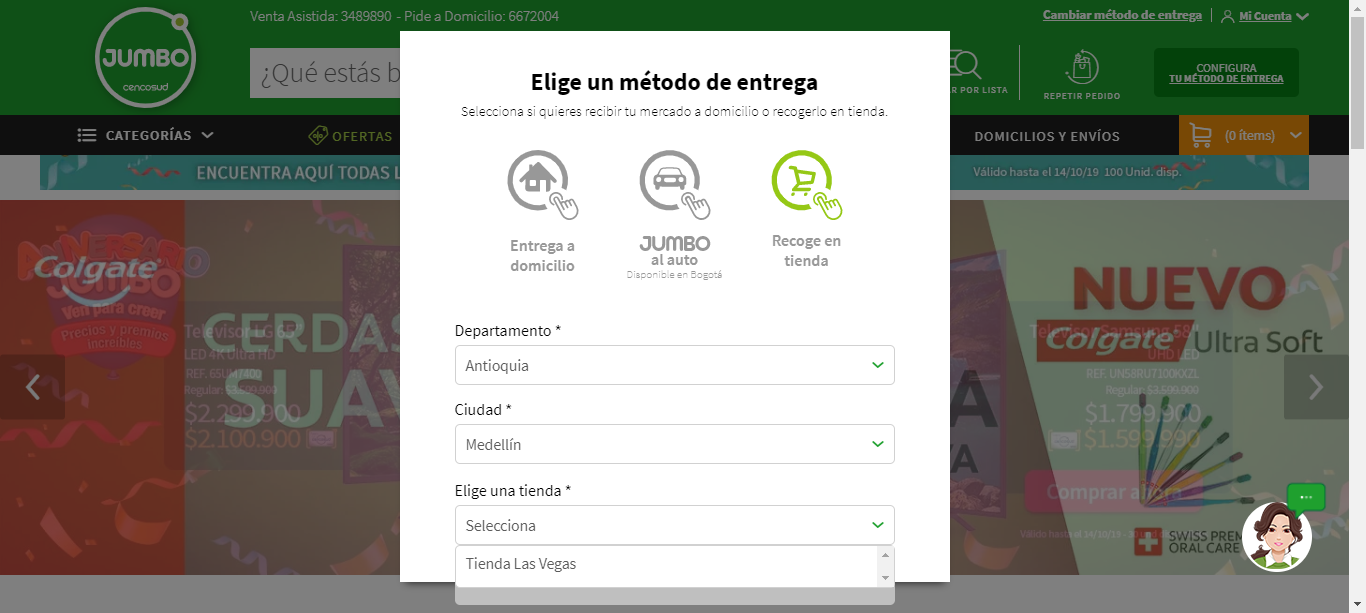 Venta Asistida: 3489890 - Pide a Domicilio: 6672004
Cambiar método de entrega
Mi Cuenta
JUMBO
cencosud
¿Qué estás b
R POR LISTA
REPETIR PEDIDO
CONFIGURA
TU MÉTODO DE ENTREGA
CATEGORÍAS
OFERTAS
DOMICILIOS Y ENVÍOS
(0 ítems)
ENCUENTRA AQUÍ TODAS L
Válido hasta el 14/10/19 100 Unid. disp.
Elige un método de entrega
Selecciona si quieres recibir tu mercado a domicilio o recogerlo en tienda.
Entrega a
domicilio
JUMBO
al auto
Disponible en Bogotá
Recoge en
tienda
Departamento *
Antioquia
Ciudad *
Medellín
Elige una tienda *
Selecciona
Tienda Las Vegas
ANIVERSARIO
Colgate
JUMBO
Ven para creer
Precios y premios
increíbles
Televisor LG 65"
LED 4K Ultra HD
REF. 65UM7400
Regular: $3.599.900
$2.299.900
$2.100.900
CERDAS
SUA
NUEVO
Colgate Ultra Soft
Televisor Samsung 58"
UHD LED
REF. UN58RU7100KXZL
Regular: $3.599.900
$1.799.900
$1.599.990
Comprar ahora
Válido hasta el 14/10/19 - 30
SWISS PREM
ORAL CARE